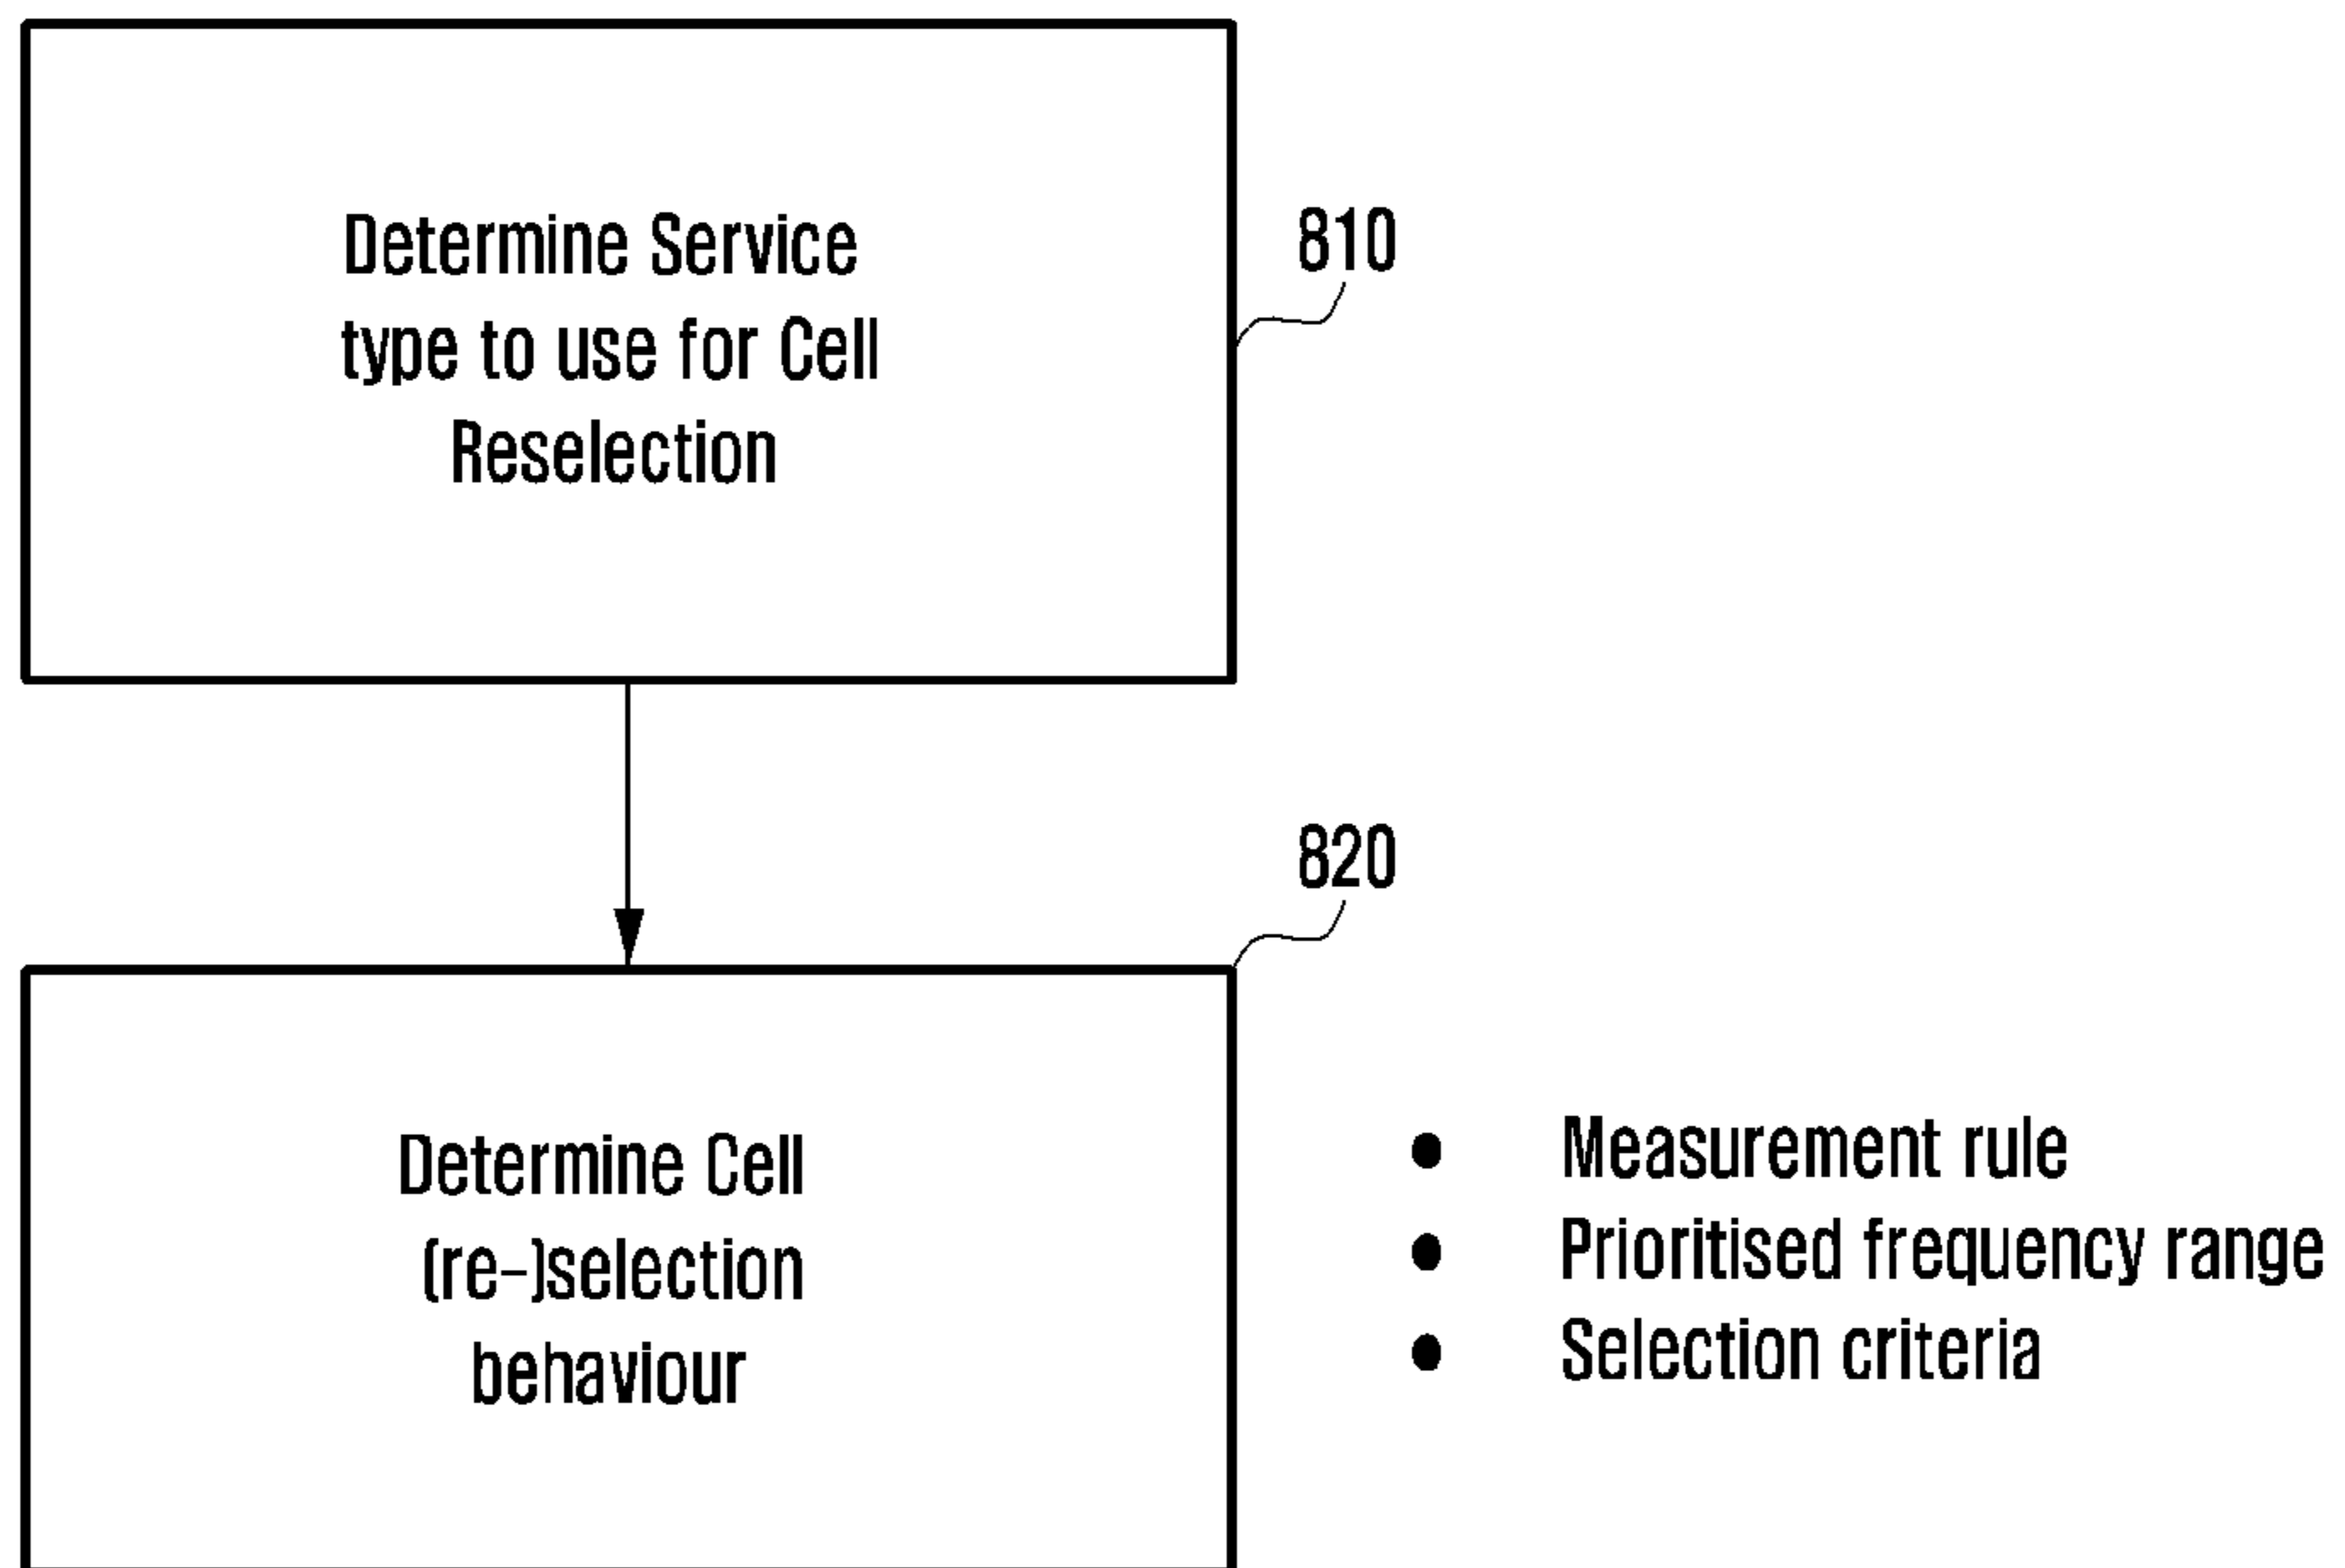 Determine Service
type to use for Cell
Reselection
810
820
Determine Cell
(re-)selection
behaviour
● Measurement rule
● Prioritised frequency range
● Selection criteria